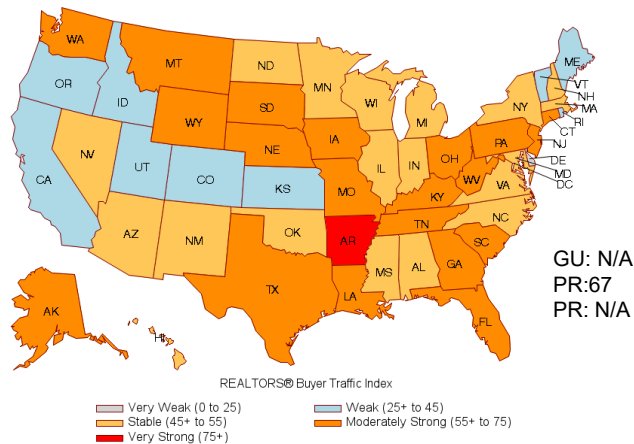 WA
MT
ND
MN
ME
VT
NH
MA
RI
CT
NJ
DE
MD
DC
OR
ID
WY
SD
WI
MI
NY
NV
UT
CO
NE
IA
IL
IN
OH
PA
CA
KS
MO
KY
WV
VA
AZ
NM
OK
AR
TN
NC
TX
LA
MS
AL
GA
SC
FL
AK
HI
GU: N/A
PR:67
PR: N/A
REALTORS® Buyer Traffic Index
Very Weak (0 to 25)
Weak (25+ to 45)
Stable (45+ to 55)
Moderately Strong (55+ to 75)
Very Strong (75+)